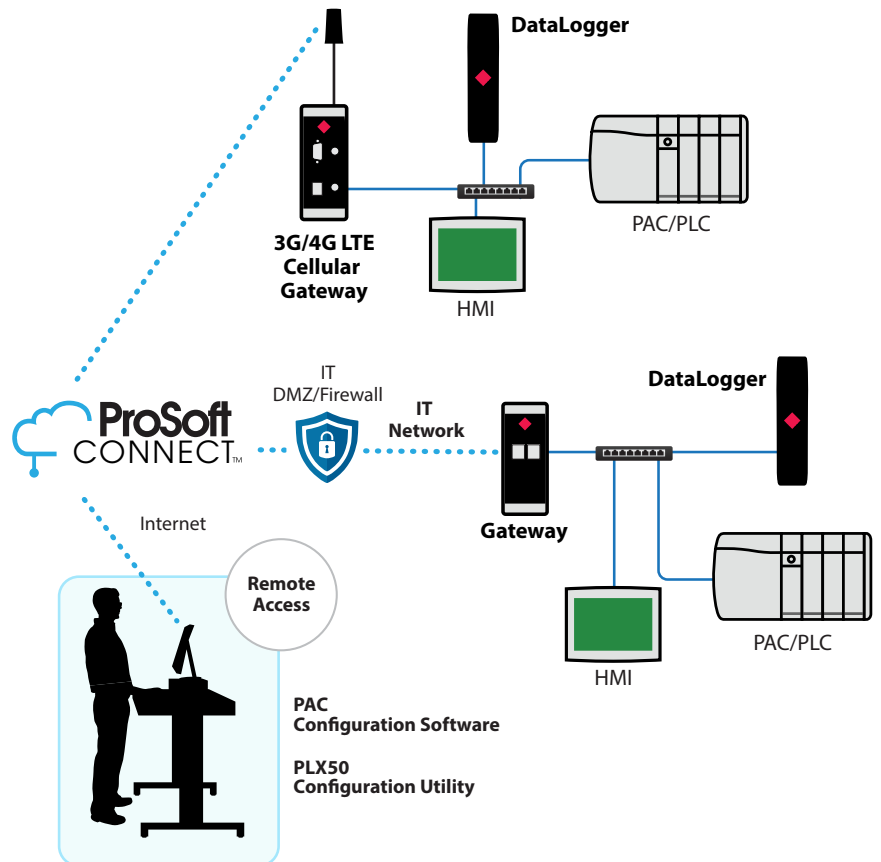 DataLogger
PAC/PLC
3G/4G LTE
Cellular
Gateway
HMI
IT
DMZ/Firewall
IT
Network
DataLogger
ProSoft
CONNECT™
Gateway
Internet
Remote
Access
PAC/PLC
HMI
PAC
Configuration Software
PLX50
Configuration Utility